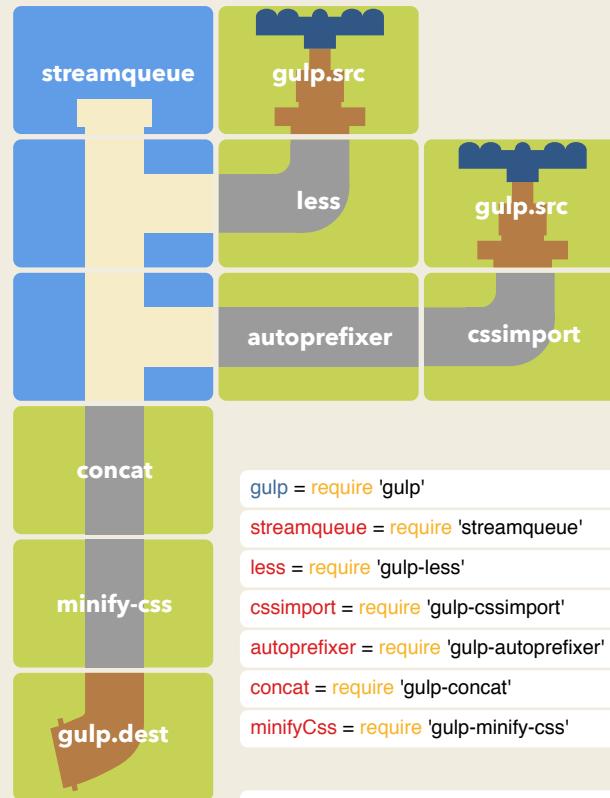 streamqueue
gulp.src
less
gulp.src
autoprefixer
cssimport
concat
minify-css
gulp.dest
gulp = require 'gulp'
streamqueue = require 'streamqueue'
less = require 'gulp-less'
cssimport = require 'gulp-cssimport'
autoprefixer = require 'gulp-autoprefixer'
concat = require 'gulp-concat'
minifyCss = require 'gulp-minify-css'